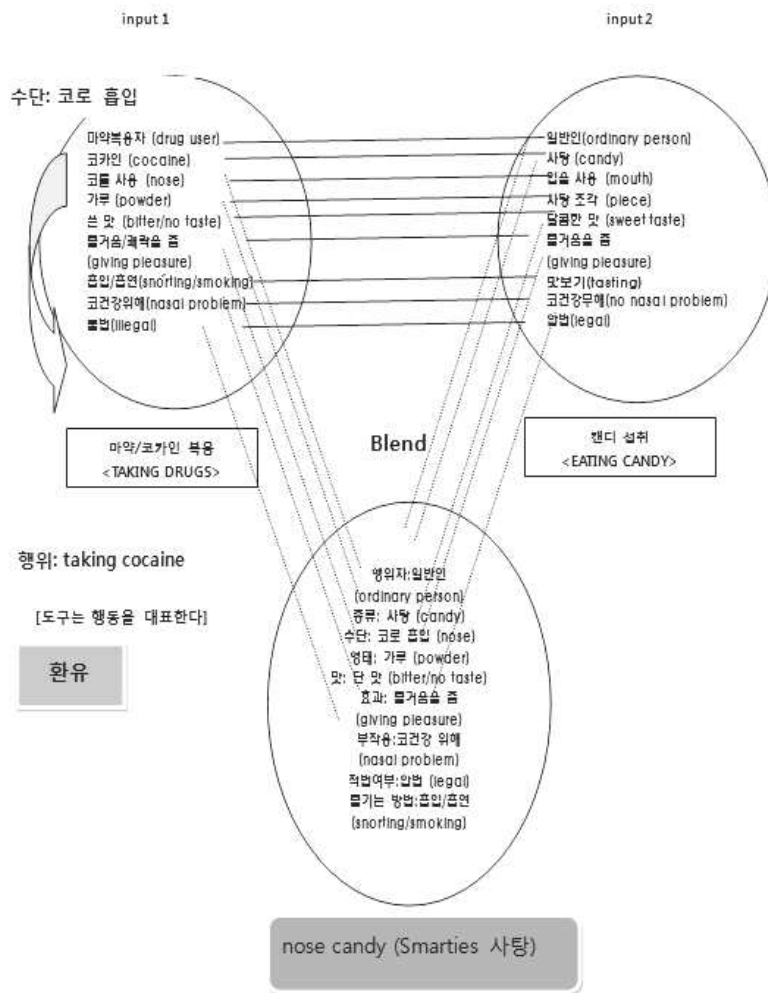 input 1
input 2
수단: 코로 흡입
마약복용자 (drug user)
코카인 (cocaine)
코를 사용 (nose)
가루 (powder)
쓴 맛 (bitter/no taste)
즐거움/쾌락을 줌
(giving pleasure)
흡입/흡연(snorting/smoking)
코건강위해(nasal problem)
불법(illegal)
일반인(ordinary person)
사탕 (candy)
입을 사용 (mouth)
사탕 조각 (piece)
달콤한 맛 (sweet taste)
즐거움을 줌
(giving pleasure)
맛보기(tasting)
코건강무해(no nasal problem)
합법(legal)
마약/코카인 복용
<TAKING DRUGS>
Blend
캔디 섭취
<EATING CANDY>
행위: taking cocaine
[도구는 행동을 대표한다]
환유
행위자:일반인
(ordinary person)
종류: 사탕 (candy)
수단: 코로 흡입 (nose)
형태: 가루 (powder)
맛: 단 맛 (bitter/no taste)
효과: 즐거움을 줌
(giving pleasure)
부작용:코건강 위해
(nasal problem)
적법여부:합법 (legal)
즐기는 방법:흡입/흡연
(snorting/smoking)
nose candy (Smarties 사탕)